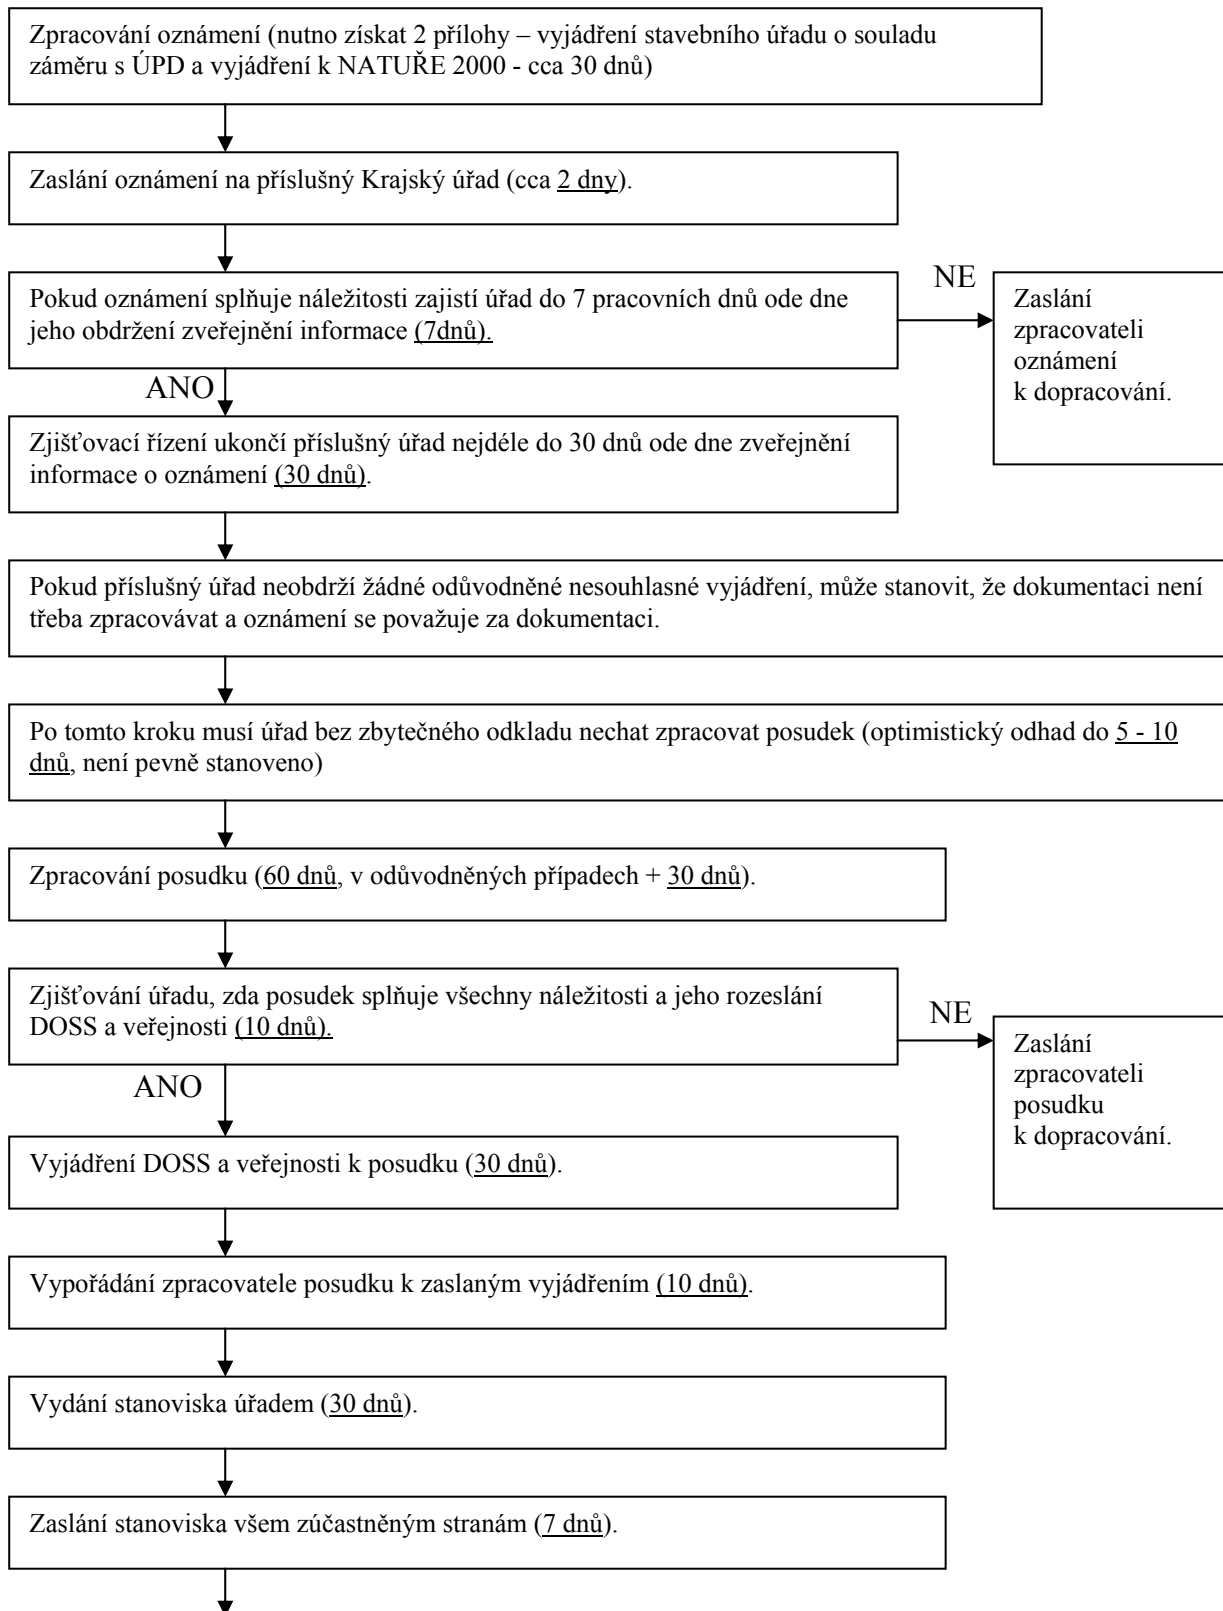 Zpracování oznámení (nutno získat 2 přílohy – vyjádření stavebního úřadu o souladu
záměru s ÚPD a vyjádření k NATUŘE 2000 - cca 30 dnů)
Zaslání oznámení na příslušný Krajský úřad (cca 2 dny).
Pokud oznámení splňuje náležitosti zajistí úřad do 7 pracovních dnů ode dne
jeho obdržení zveřejnění informace (7dnů).
NE
Zaslání
zpracovateli
oznámení
k dopracování.
ANO
Zjišťovací řízení ukončí příslušný úřad nejdéle do 30 dnů ode dne zveřejnění
informace o oznámení (30 dnů).
Pokud příslušný úřad neobdrží žádné odůvodněné nesouhlasné vyjádření, může stanovit, že dokumentaci není
třeba zpracovávat a oznámení se považuje za dokumentaci.
Po tomto kroku musí úřad bez zbytečného odkladu nechat zpracovat posudek (optimistický odhad do 5 - 10
dnů, není pevně stanoveno)
Zpracování posudku (60 dnů, v odůvodněných případech + 30 dnů).
Zjišťování úřadu, zda posudek splňuje všechny náležitosti a jeho rozeslání
DOSS a veřejnosti (10 dnů).
NE
Zaslání
zpracovateli
posudku
k dopracování.
ANO
Vyjádření DOSS a veřejnosti k posudku (30 dnů).
Vypořádání zpracovatele posudku k zaslaným vyjádřením (10 dnů).
Vydání stanoviska úřadem (30 dnů).
Zaslání stanoviska všem zúčastněným stranám (7 dnů).